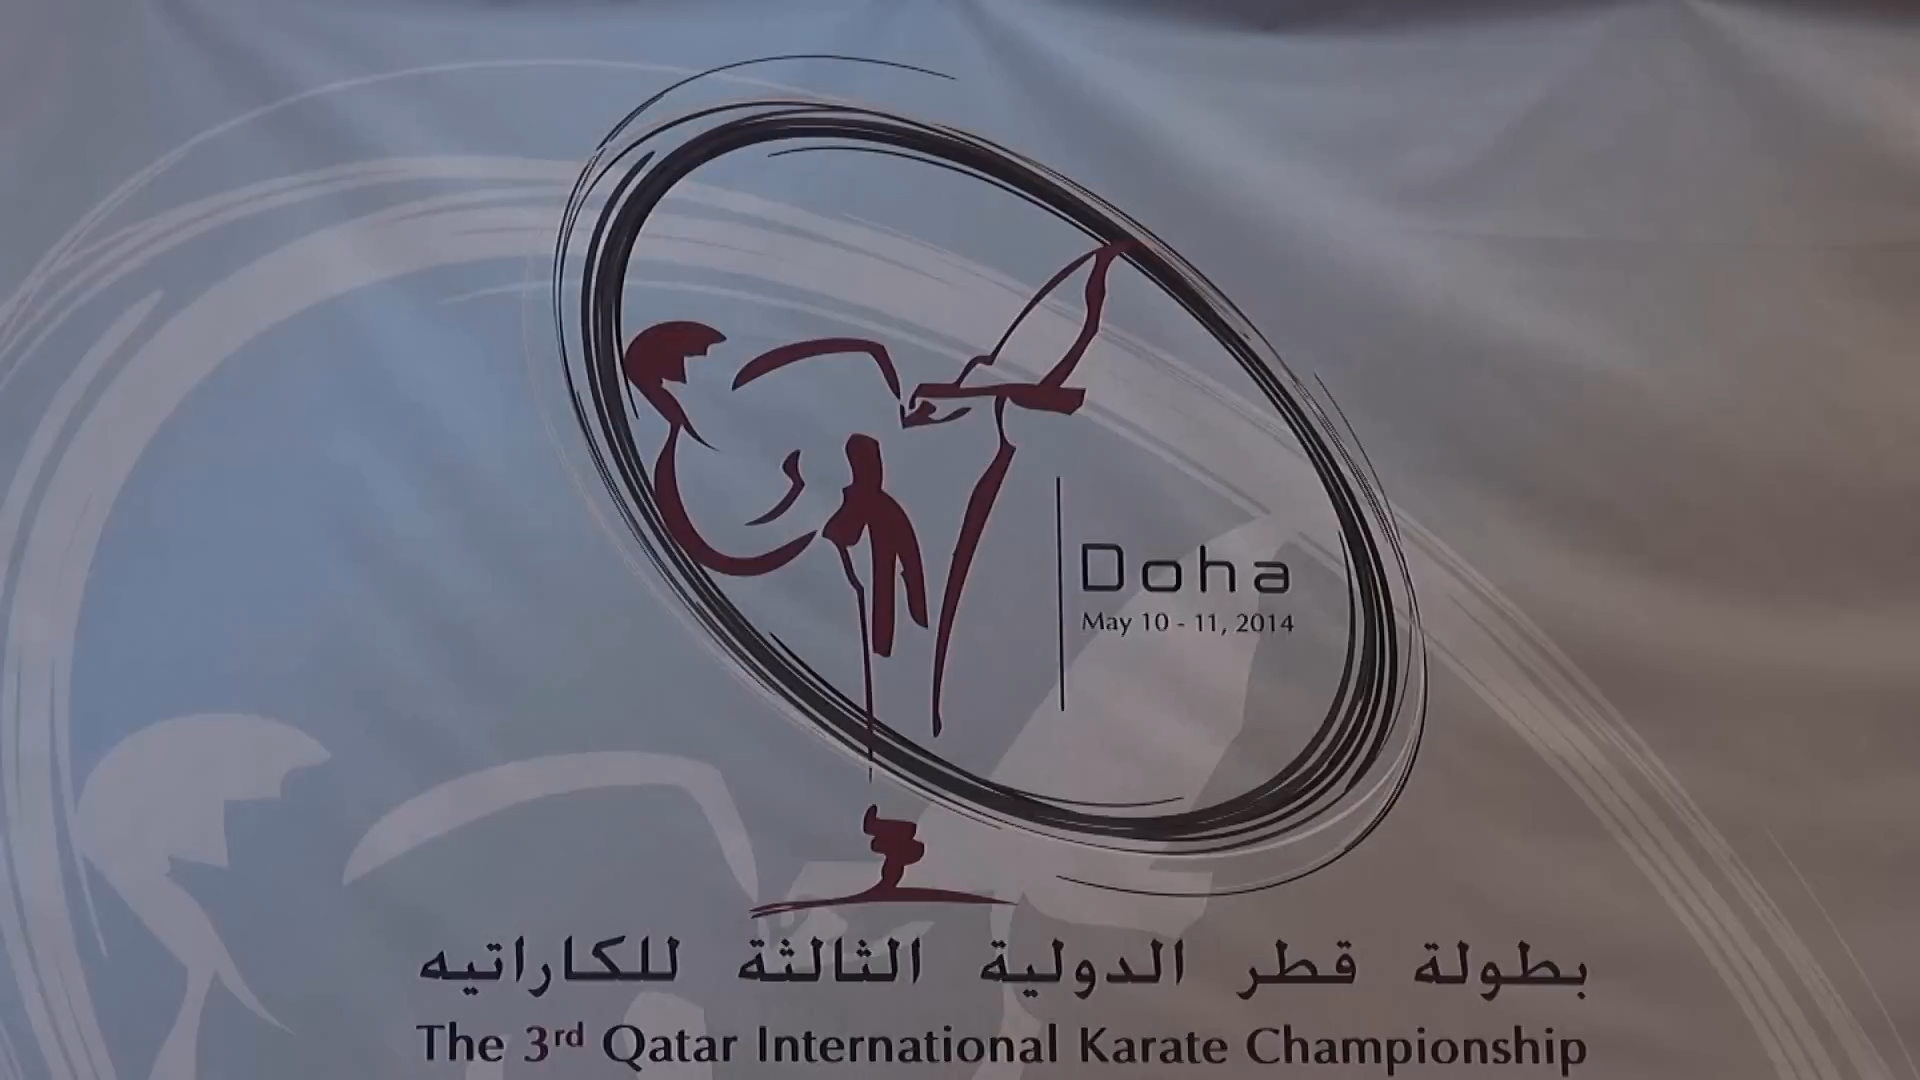 Doha
May 10 - 11, 2014
بطولة قطر الدولية الثالثة للكاراتيه
The 3rd Qatar International Karate Championship